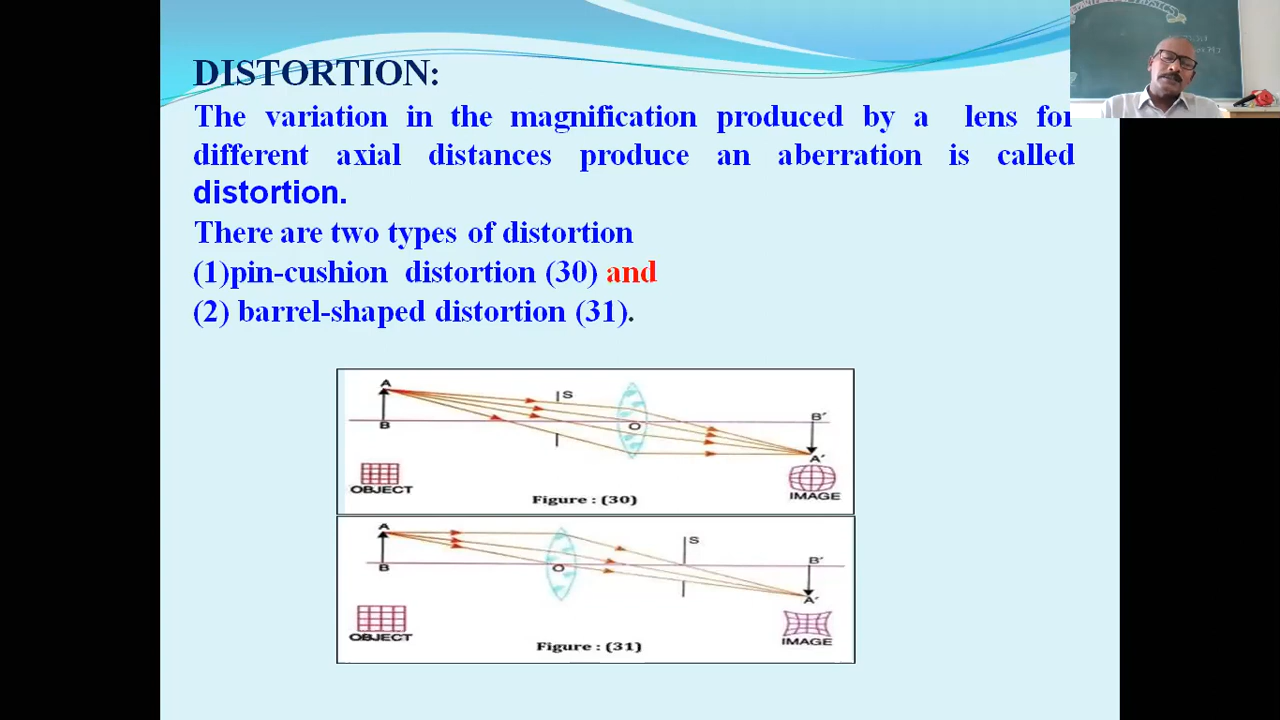 DISTORTION:
The variation in the magnification produced by a lens for
different axial distances produce an aberration is called
distortion.
There are two types of distortion
(1)pin-cushion distortion (30) and
(2) barrel-shaped distortion (31).
A
S
B
O
B'
A'
OBJECT
IMAGE
Figure : (30)
A
S
B
O
B'
A'
OBJECT
IMAGE
Figure : (31)